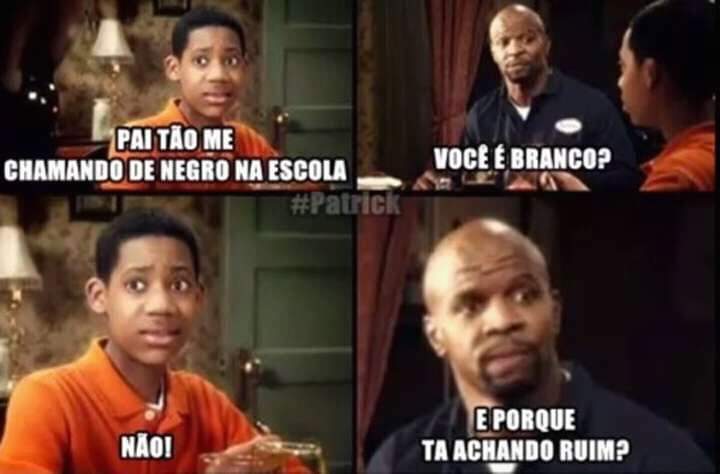 PAI TÃO ME
CHAMANDO DE NEGRO NA ESCOLA
VOCÊ É BRANCO?
#Patrick
NÃO!
E PORQUE
TA ACHANDO RUIM?